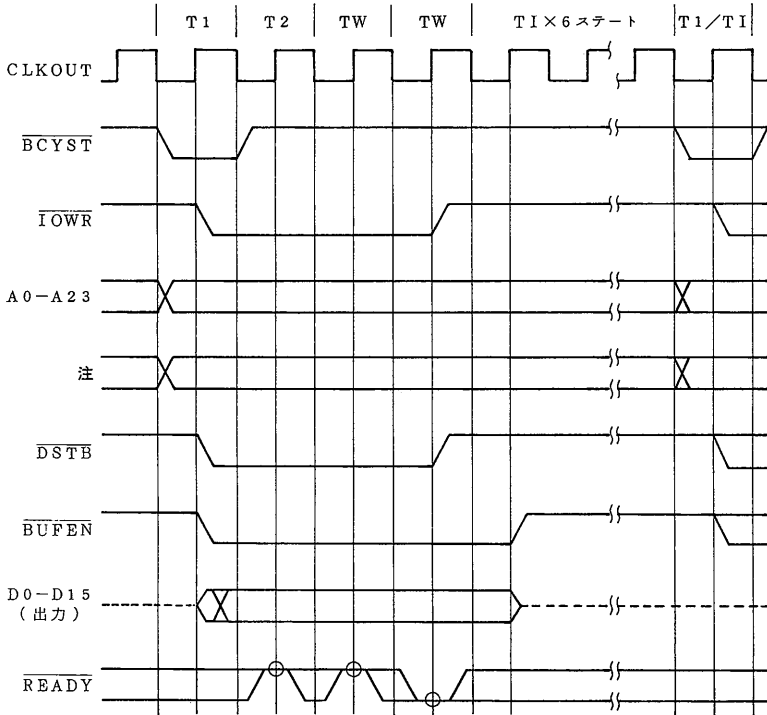 T1 T2 TW TW TI×6ステート T1/TI
CLKOUT
BCYST
IOWR
A0-A23
注
DSTB
BUFEN
D0-D15
(出力)
READY